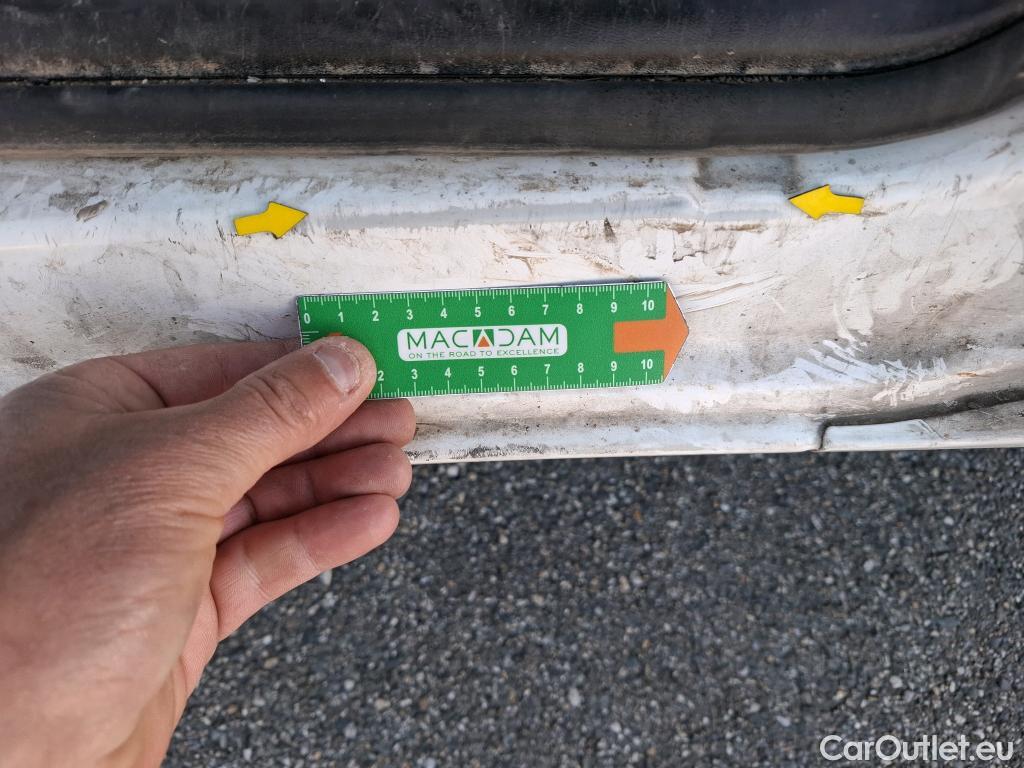 0 1 2 3 4 5 6 7 8 9 10
MACADAM
ON THE ROAD TO EXCELLENCE
2 3 4 5 6 7 8 9 10
CarOutlet.eu